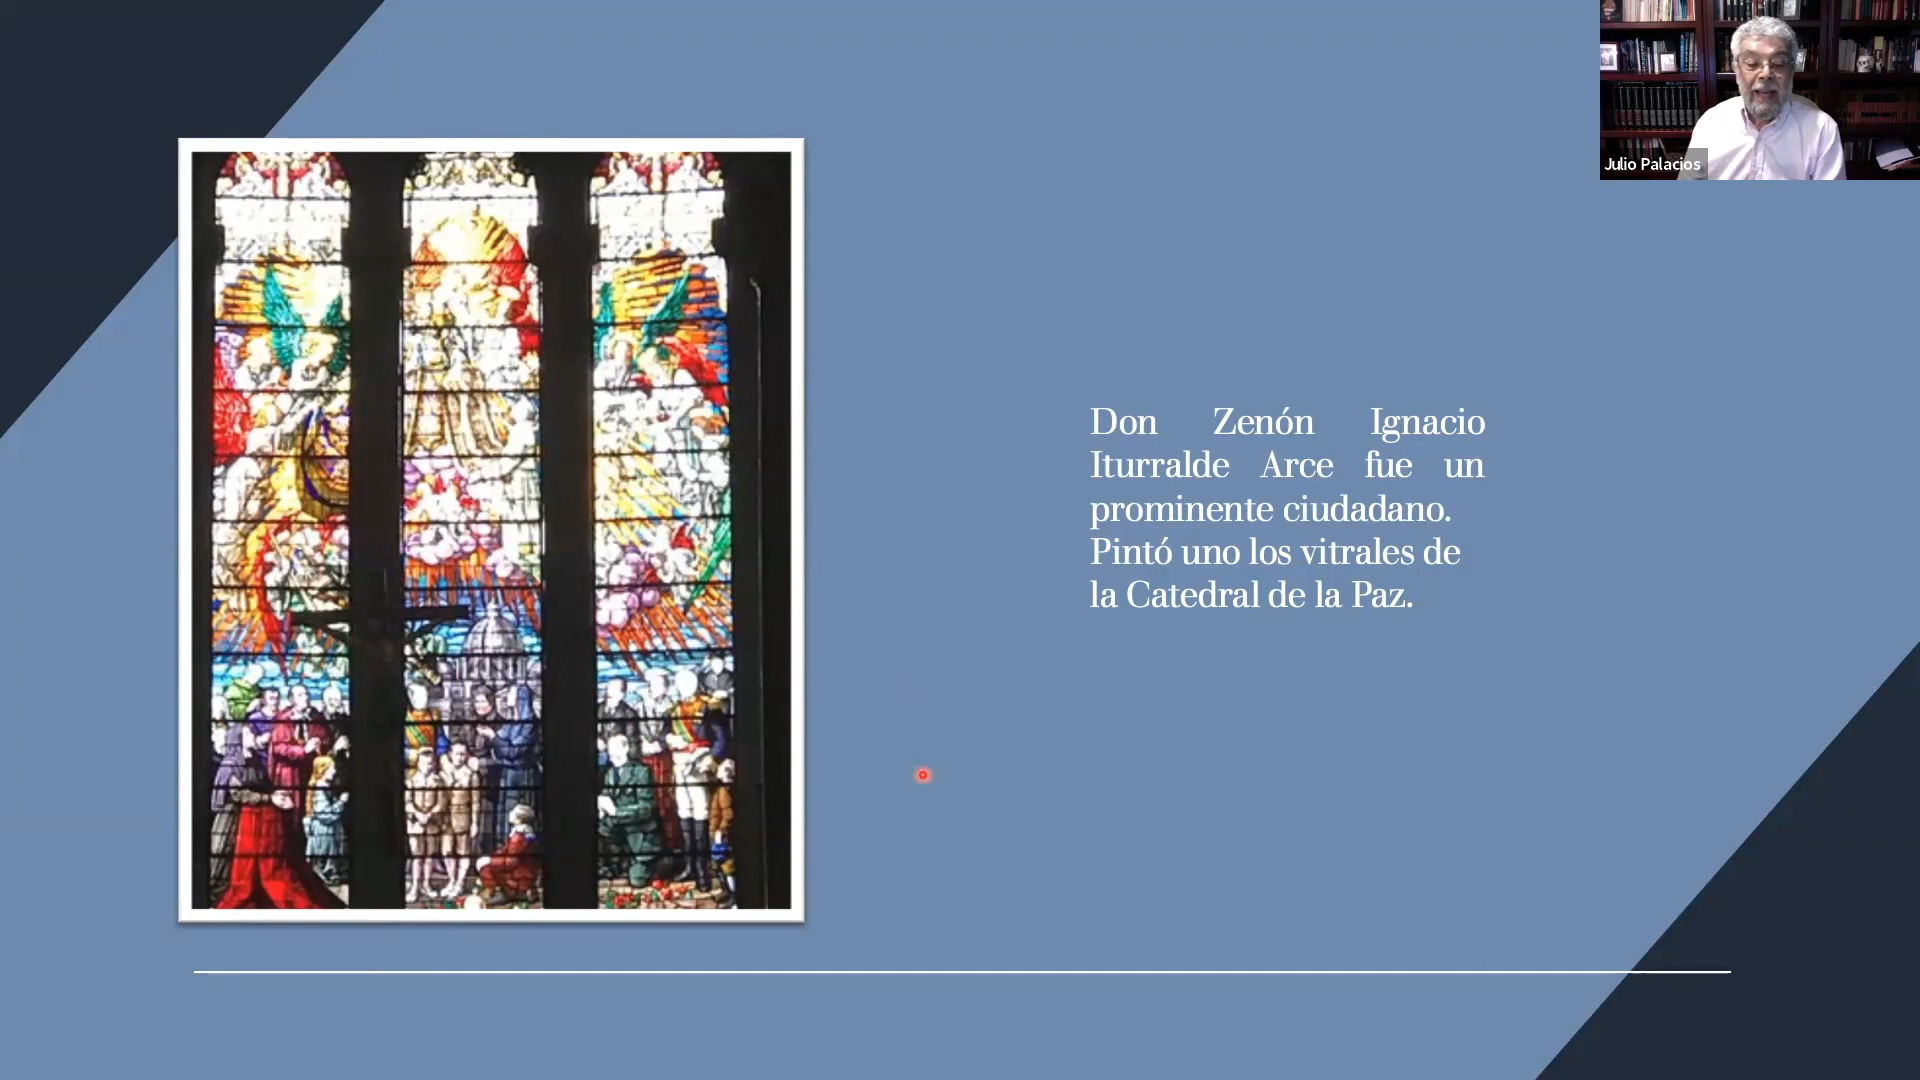 Julio Palacios
Don Zenón Ignacio
Iturralde Arce fue un
prominente ciudadano.
Pintó uno los vitrales de
la Catedral de la Paz.